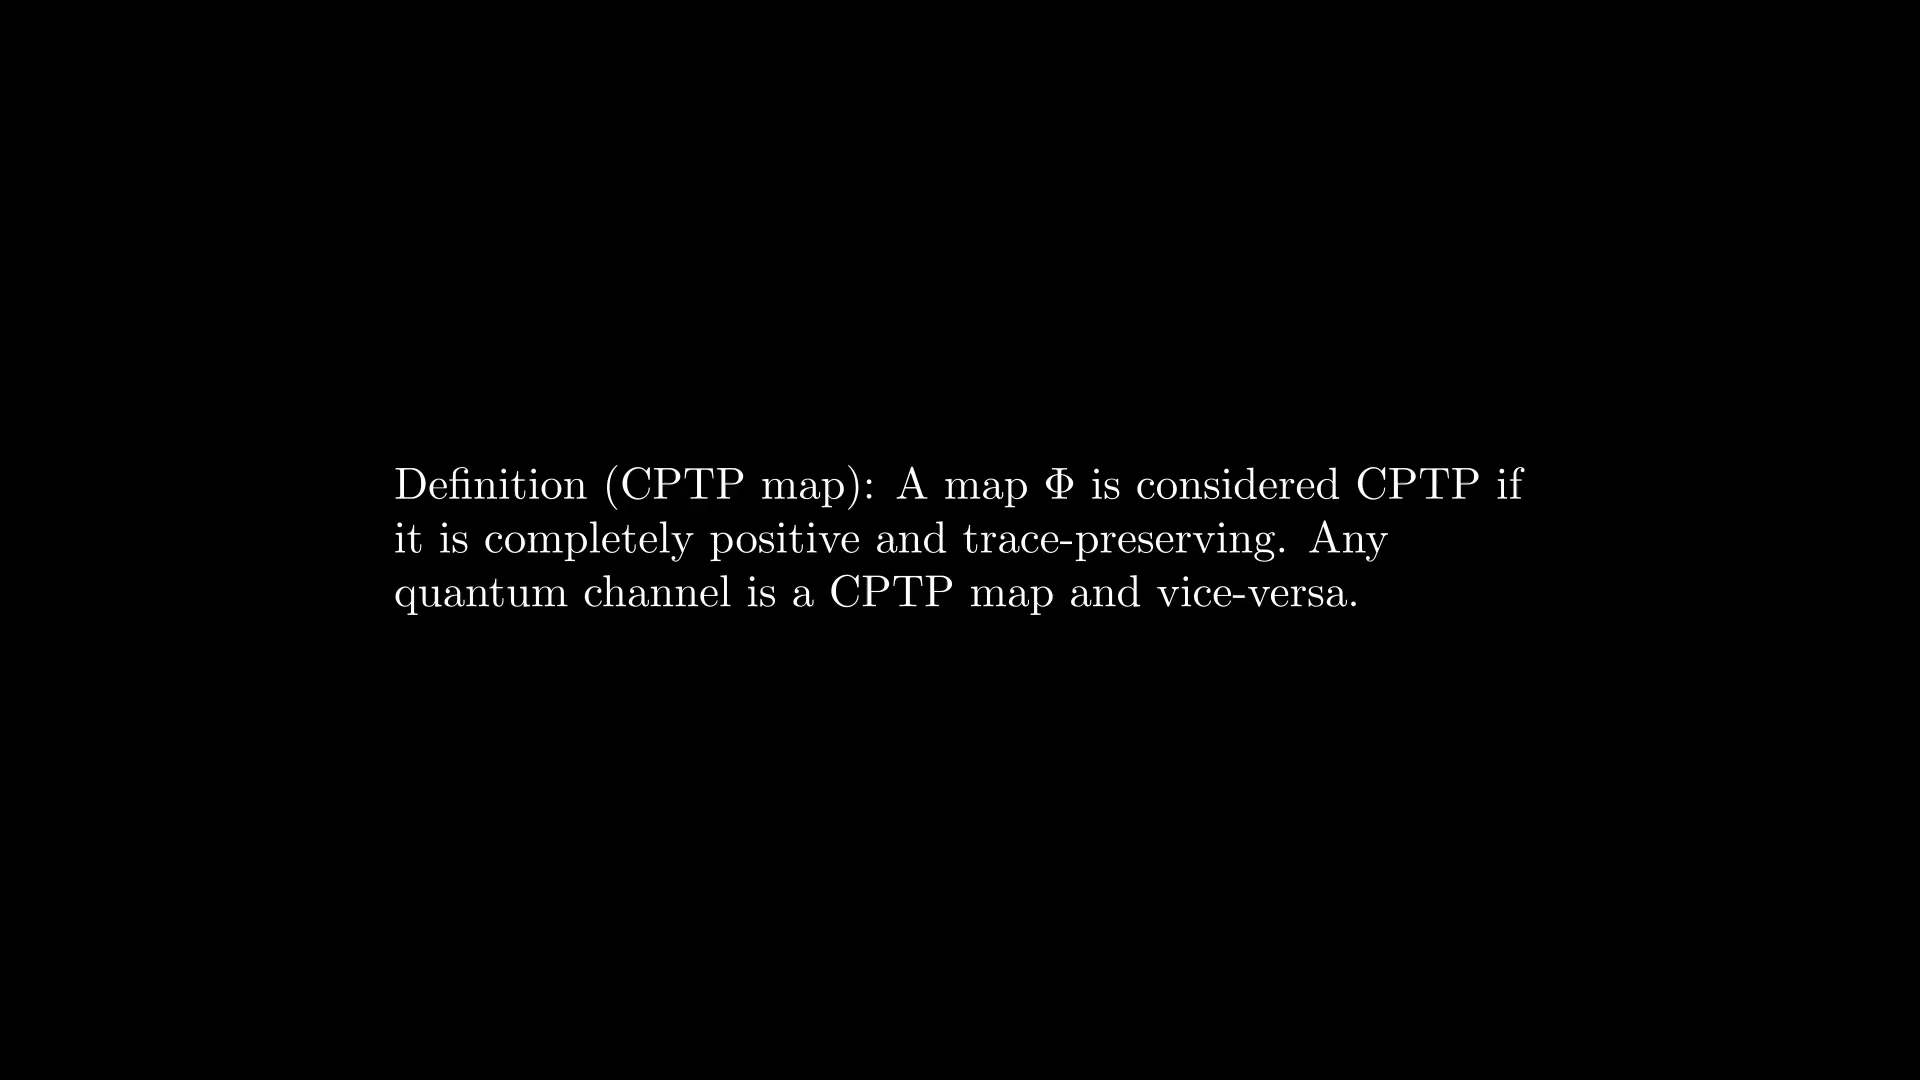 Definition (CPTP map): A map Φ is considered CPTP if
it is completely positive and trace-preserving. Any
quantum channel is a CPTP map and vice-versa.